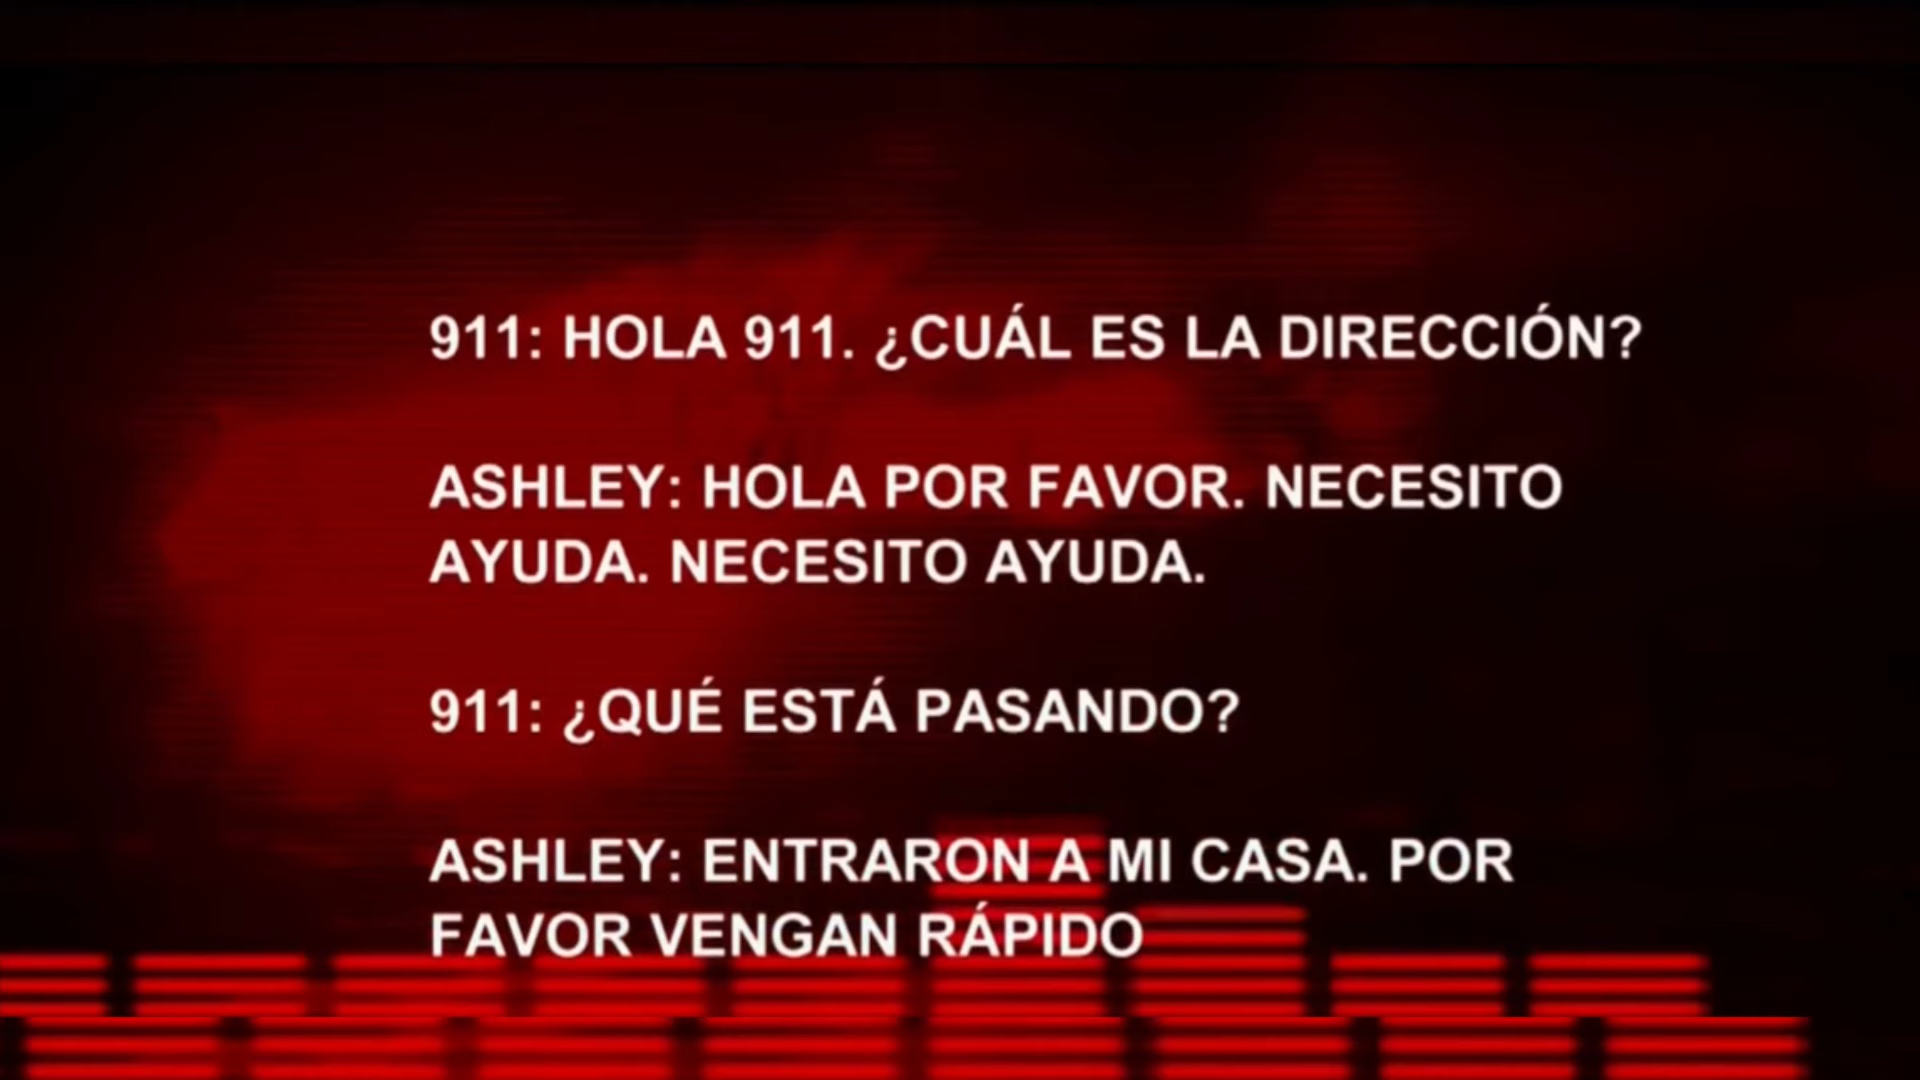 911: HOLA 911. ¿CUÁL ES LA DIRECCIÓN?
ASHLEY: HOLA POR FAVOR. NECESITO
AYUDA. NECESITO AYUDA.
911: ¿QUÉ ESTÁ PASANDO?
ASHLEY: ENTRARON A MI CASA. POR
FAVOR VENGAN RÁPIDO